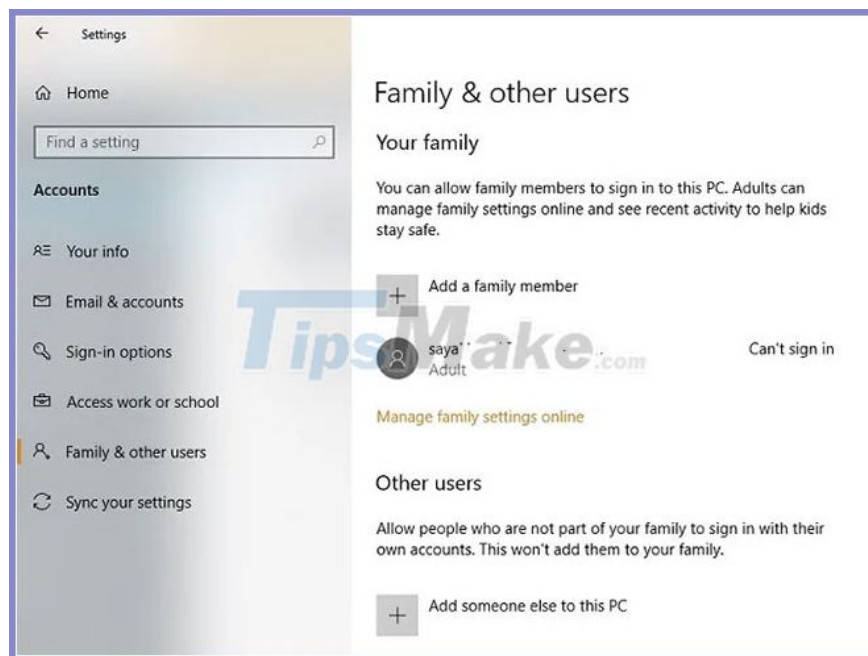 Settings
Home
Find a setting
Accounts
Your info
Email & accounts
Sign-in options
Access work or school
Family & other users
Sync your settings
Family & other users
Your family
You can allow family members to sign in to this PC. Adults can
manage family settings online and see recent activity to help kids
stay safe.
Add a family member
saya
Can't sign in
Adult
Manage family settings online
Other users
Allow people who are not part of your family to sign in with their
own accounts. This won't add them to your family.
Add someone else to this PC
TipsMake.com